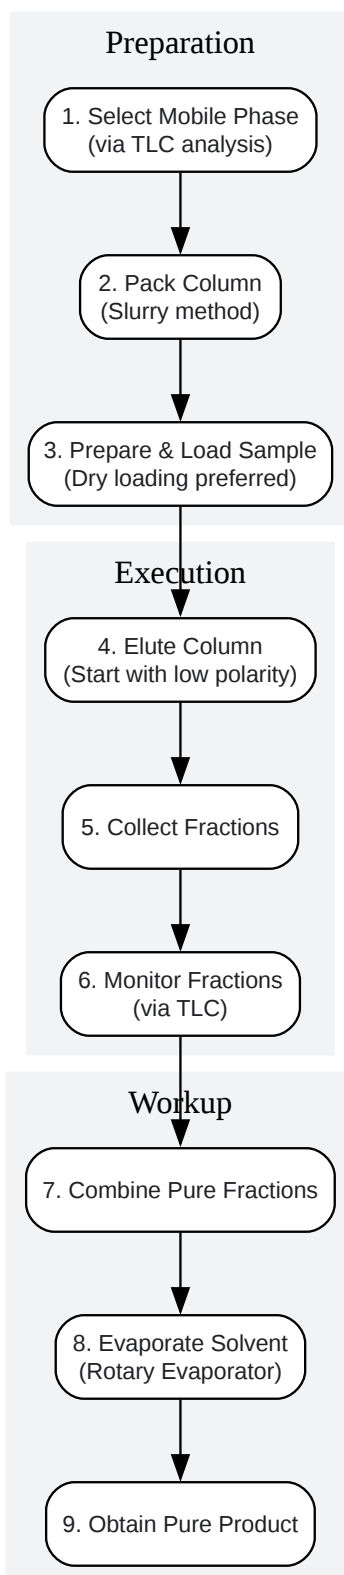 Preparation
1. Select Mobile Phase
(via TLC analysis)
2. Pack Column
(Slurry method)
3. Prepare & Load Sample
(Dry loading preferred)
Execution
4. Elute Column
(Start with low polarity)
5. Collect Fractions
6. Monitor Fractions
(via TLC)
Workup
7. Combine Pure Fractions
8. Evaporate Solvent
(Rotary Evaporator)
9. Obtain Pure Product